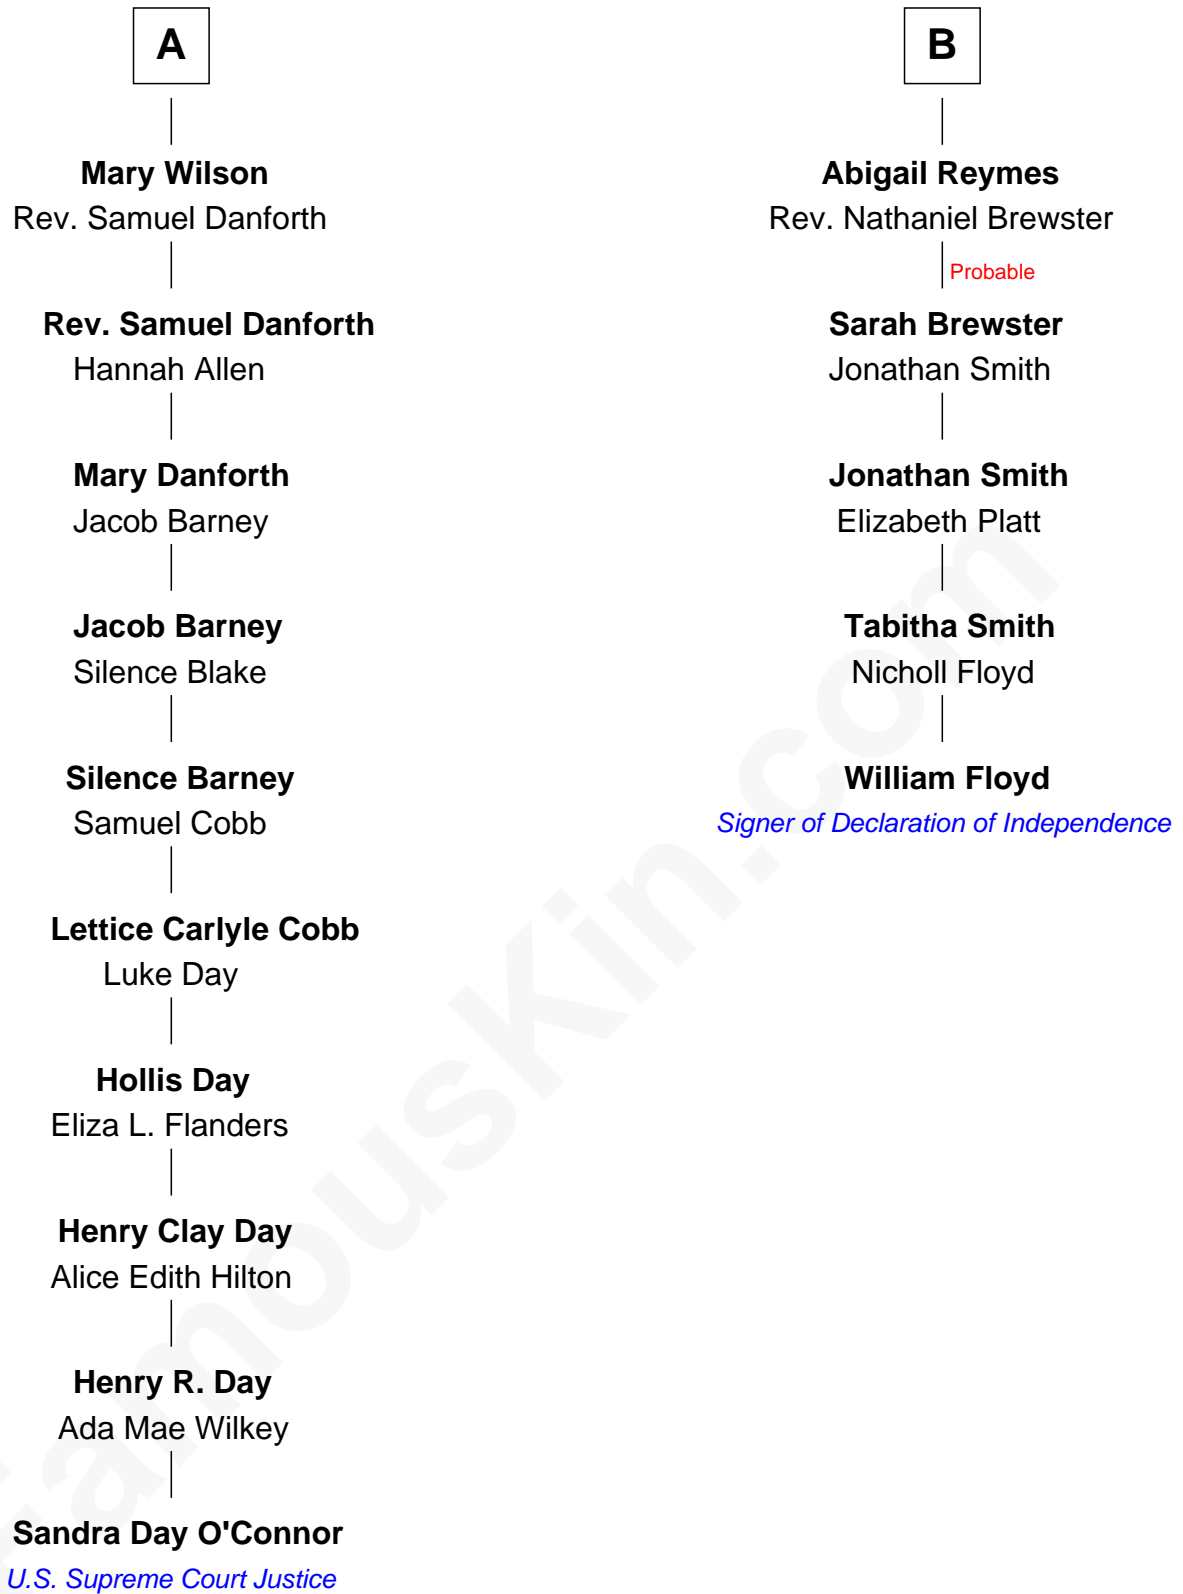 A
Mary Wilson
Rev. Samuel Danforth
Rev. Samuel Danforth
Hannah Allen
Mary Danforth
Jacob Barney
Jacob Barney
Silence Blake
Silence Barney
Samuel Cobb
Lettice Carlyle Cobb
Luke Day
Hollis Day
Eliza L. Flanders
Henry Clay Day
Alice Edith Hilton
Henry R. Day
Ada Mae Wilkey
Sandra Day O'Connor
U.S. Supreme Court Justice
B
Abigail Reymes
Rev. Nathaniel Brewster
Probable
Sarah Brewster
Jonathan Smith
Jonathan Smith
Elizabeth Platt
Tabitha Smith
Nicholl Floyd
William Floyd
Signer of Declaration of Independence
FamousKin.com